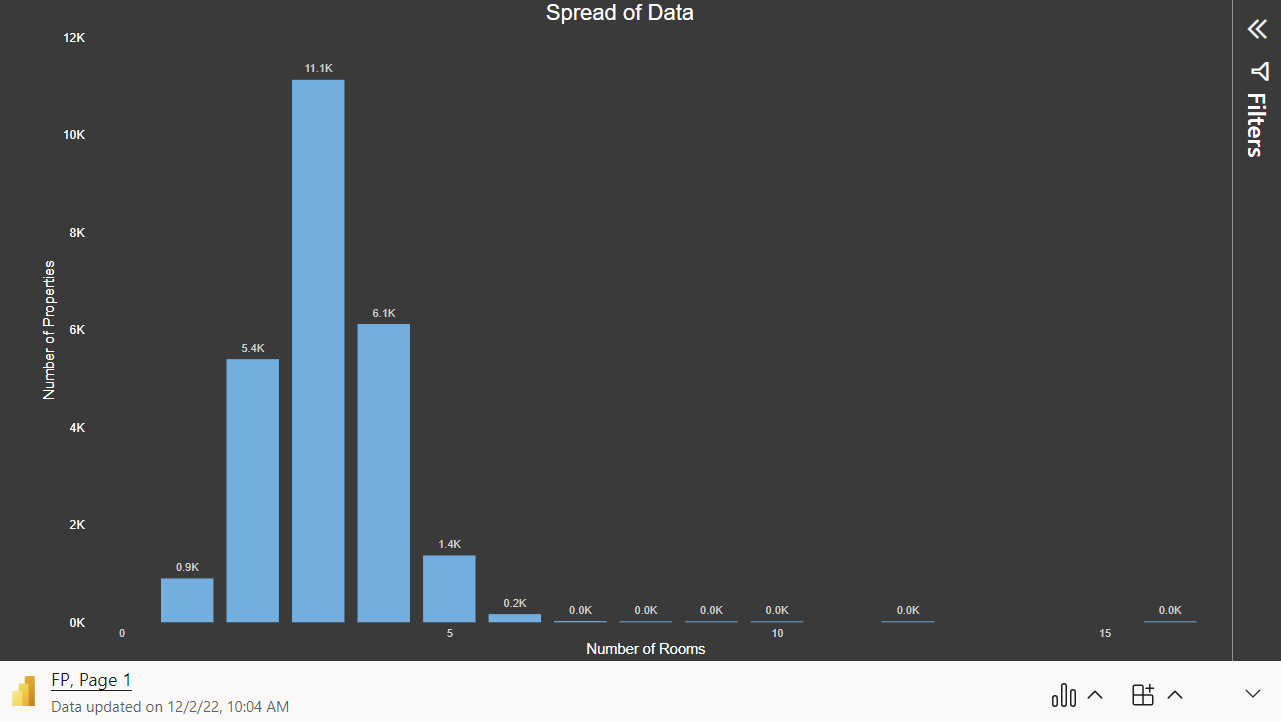 Spread of Data
12K
10K
8K
6K
4K
2K
0K
Number of Properties
0.9K
5.4K
11.1K
6.1K
1.4K
0.2K
0.0K
0.0K
0.0K
0.0K
0.0K
0.0K
0
5
10
15
Number of Rooms
Filters
FP, Page 1
Data updated on 12/2/22, 10:04 AM